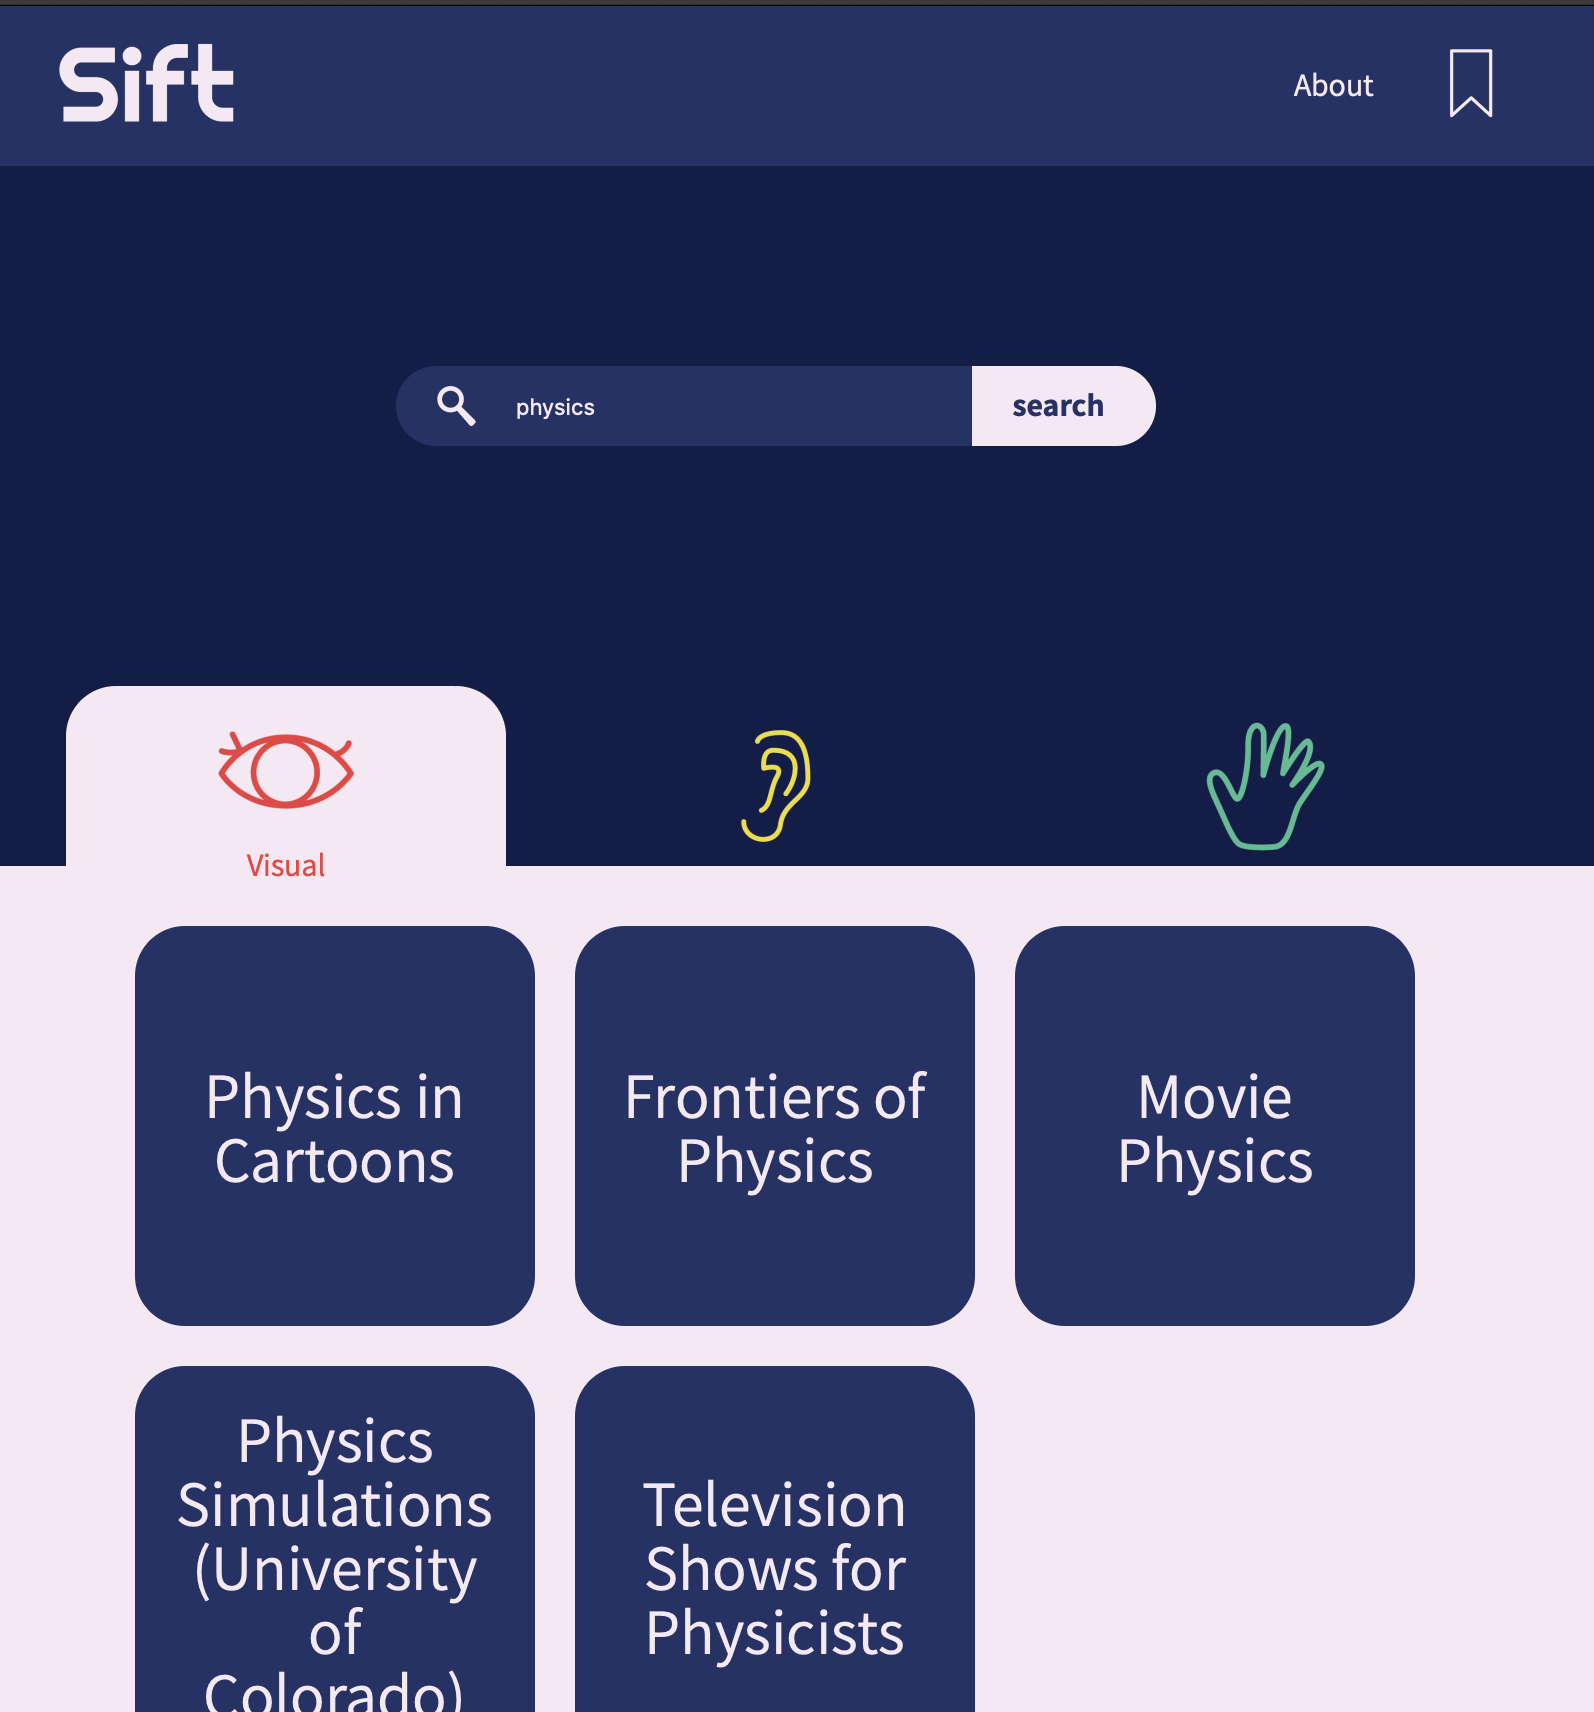 Sift
About
physics
search
Visual
Physics in
Cartoons
Frontiers of
Physics
Movie
Physics
Physics
Simulations
(University
of
Colorado)
Television
Shows for
Physicists